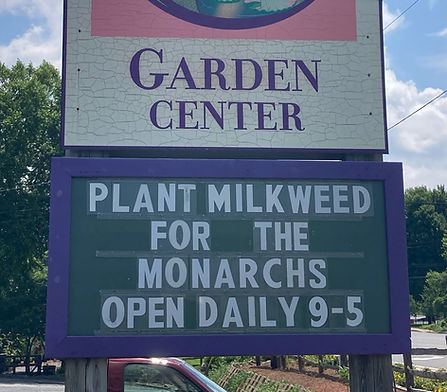 GARDEN
CENTER
PLANT MILKWEED
FOR THE
MONARCHS
OPEN DAILY 9-5